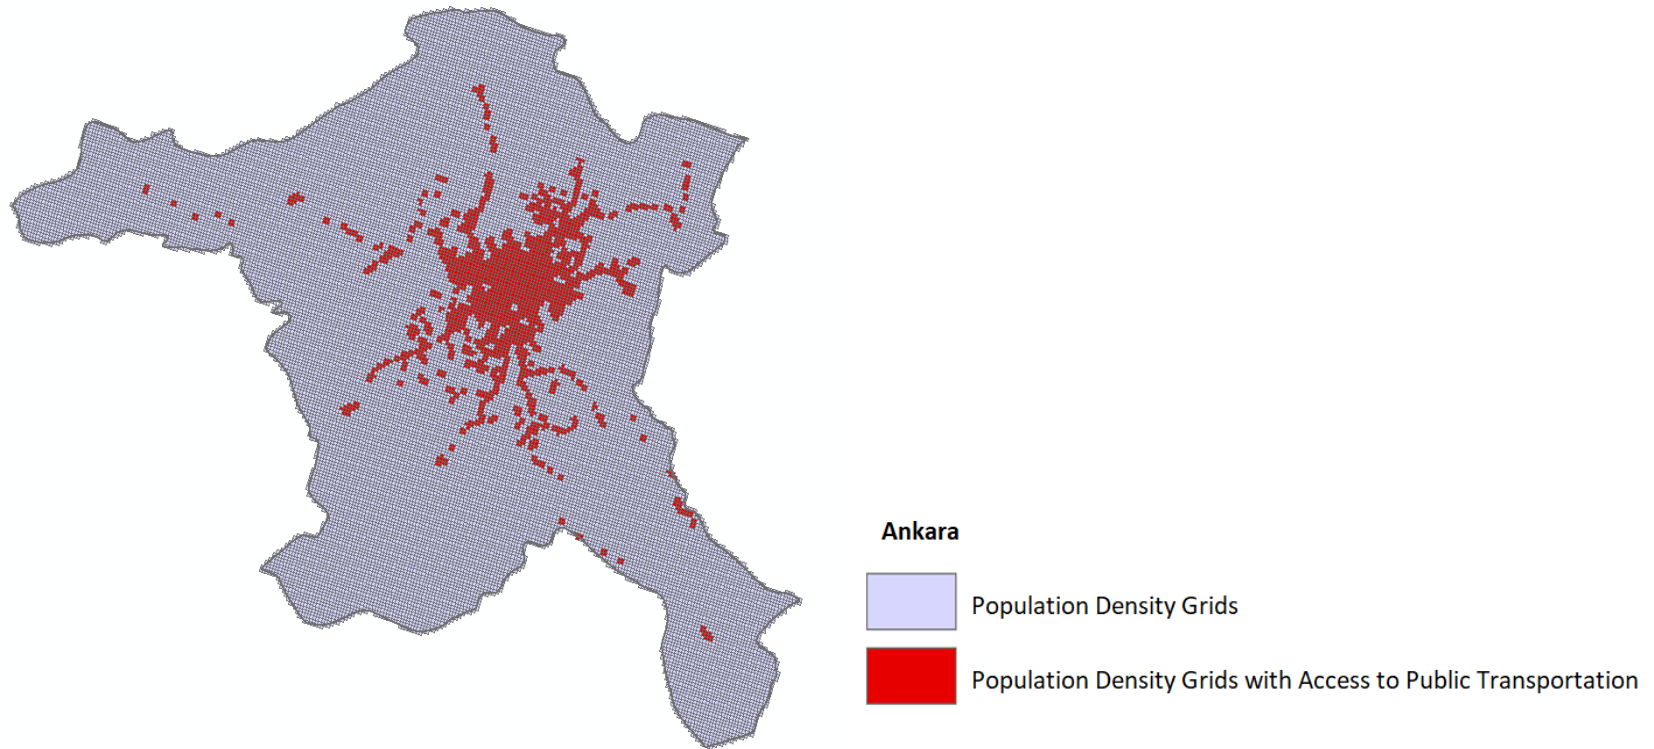 Ankara
Population Density Grids
Population Density Grids with Access to Public Transportation